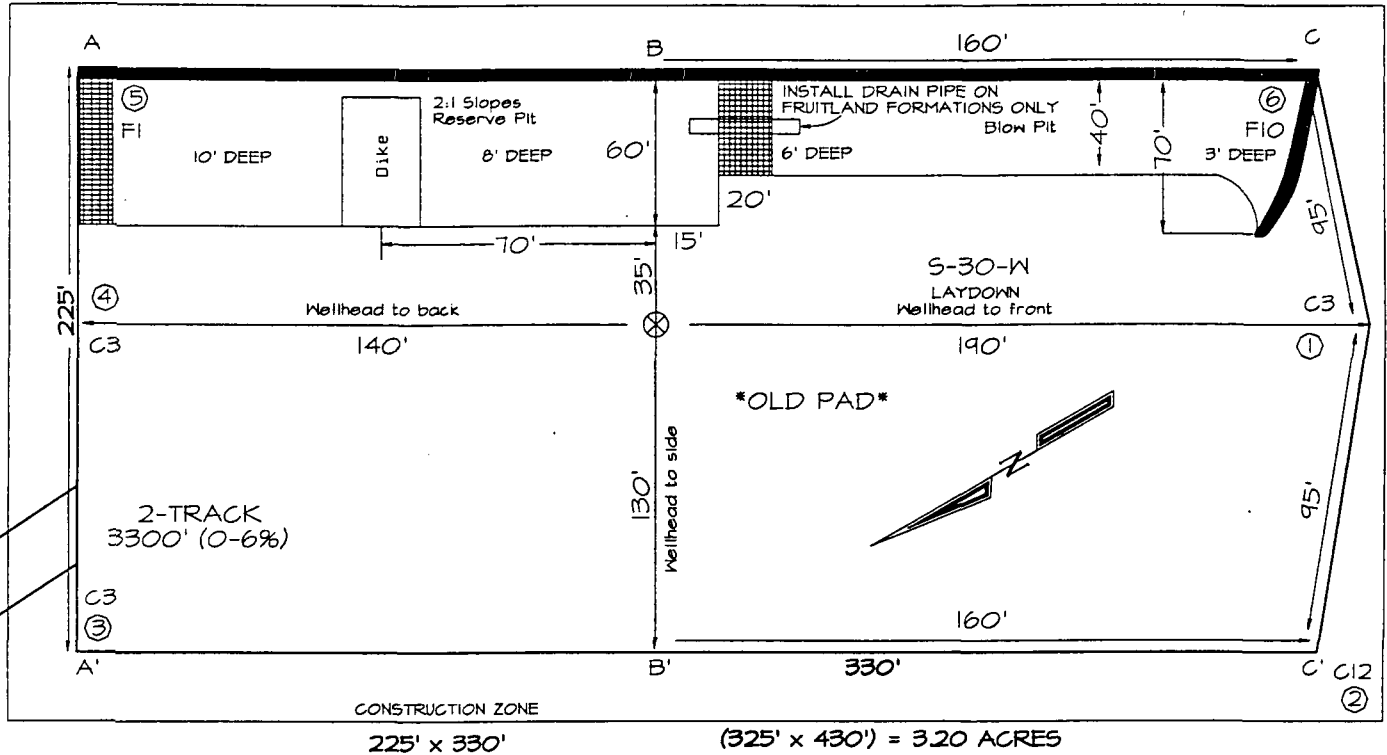 A
B
160'
C
⑤
F1
10' DEEP
Dike
2:1 Slopes
Reserve Pit
8' DEEP
60'
INSTALL DRAIN PIPE ON
FRUITLAND FORMATIONS ONLY
Blow Pit
6' DEEP
40'
70'
⑥
F10
3' DEEP
20'
95'
70'
15'
225'
④
35'
S-30-W
LAYDOWN
Wellhead to back
Wellhead to front
C3
C3
140'
190'
①
*OLD PAD*
Wellhead to side
130'
N
95'
2-TRACK
3300' (0-6%)
C3
③
160'
A'
B'
330'
C'
C12
②
CONSTRUCTION ZONE
225' x 330'
(325' x 430') = 3.20 ACRES